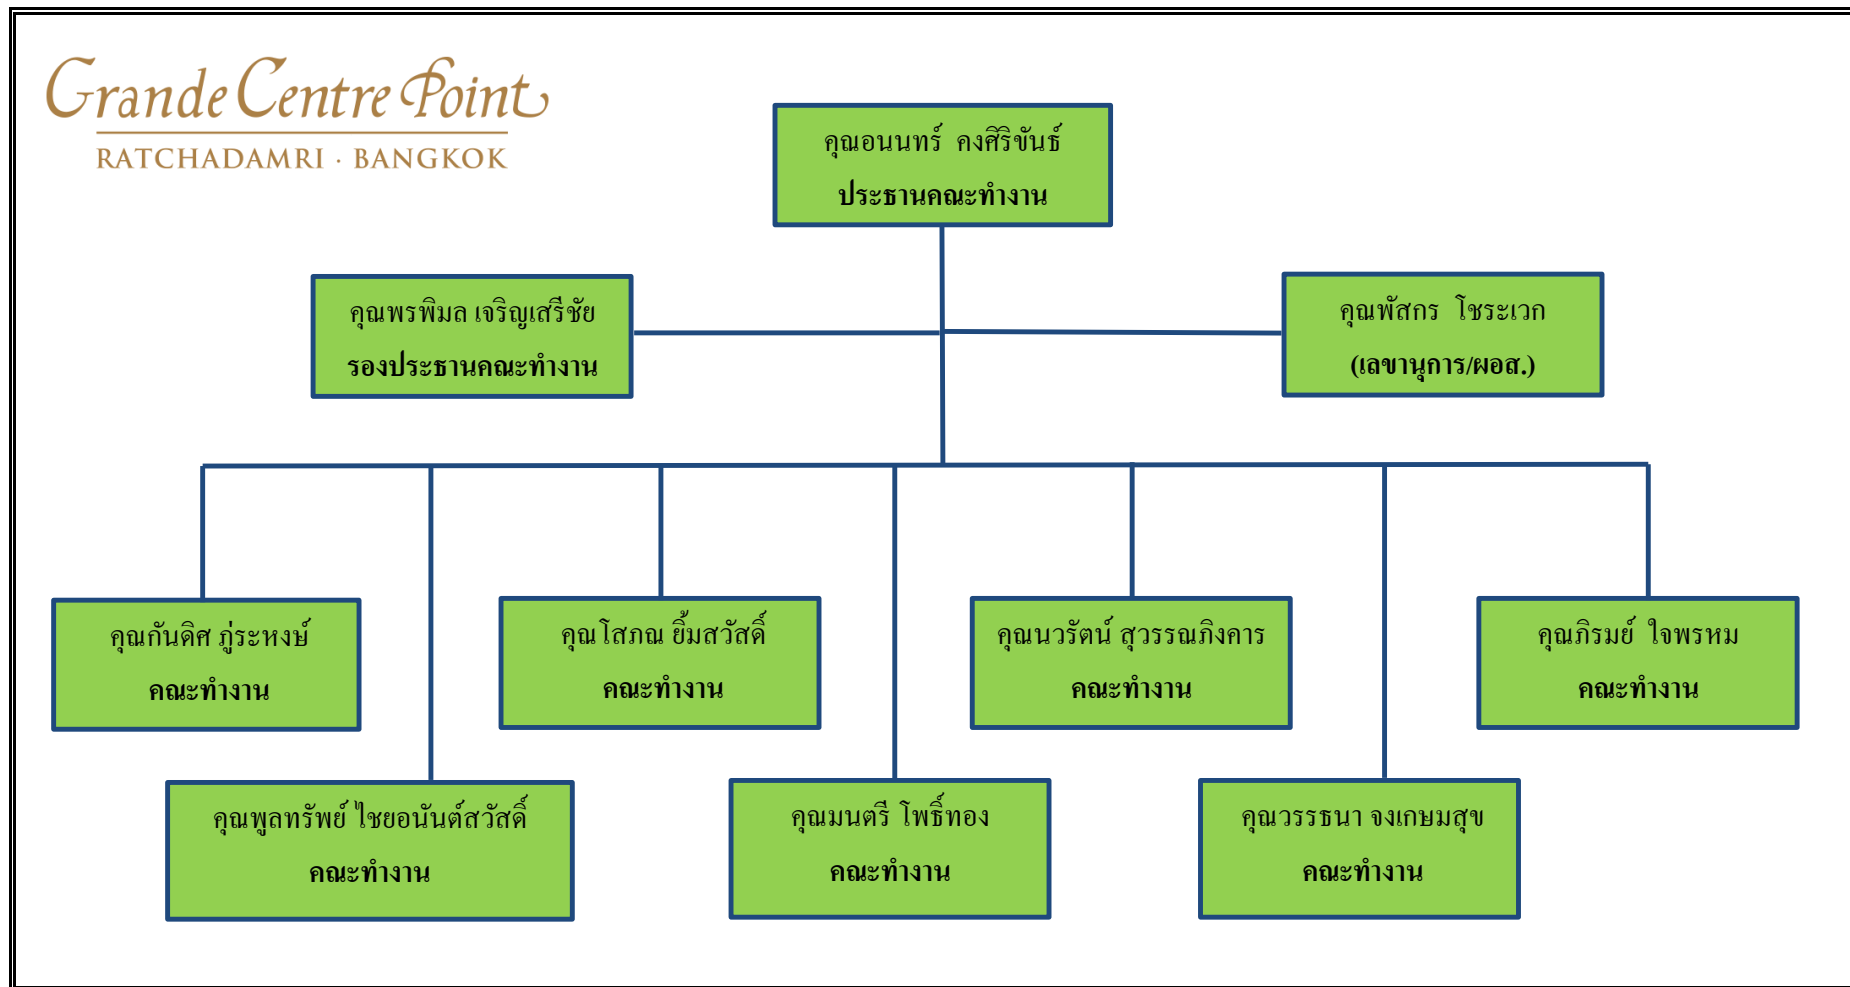 Grande Centre Point
RATCHADAMRI · BANGKOK
คุณอนนทร์  คงศิริขันธ์
ประธานคณะทำงาน
คุณพรพิมล เจริญเสรีชัย
รองประธานคณะทำงาน
คุณพัสกร  โชระเวก
(เลขานุการ/ผอส.)
คุณกันดิศ ภู่ระหงษ์
คณะทำงาน
คุณโสภณ ยิ้มสวัสดิ์
คณะทำงาน
คุณนวรัตน์ สุวรรณภิงคาร
คณะทำงาน
คุณภิรมย์  ใจพรหม
คณะทำงาน
คุณพูลทรัพย์ ไชยอนันต์สวัสดิ์
คณะทำงาน
คุณมนตรี โพธิ์ทอง
คณะทำงาน
คุณวรรธนา จงเกษมสุข
คณะทำงาน